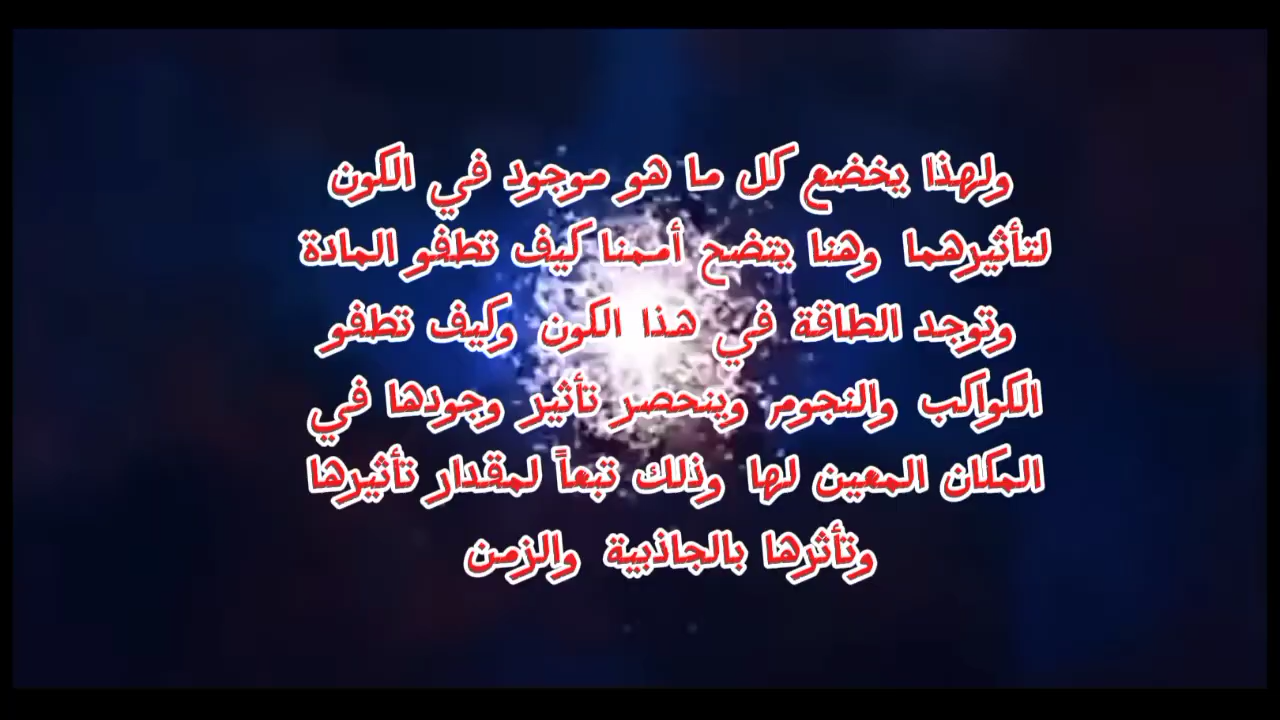 ولهذا يخضع كل ما هو موجود في الكون
لتأثيرهما وهنا يتضح أممنا كيف تطفو المادة
وتوجد الطاقة في هذا الكون وكيف تطفو
الكواكب والنجوم وينحصر تأثير وجودها في
المكان المعين لها وذلك تبعاً لمقدار تأثيرها
وتأثرها بالجاذبية والزمن